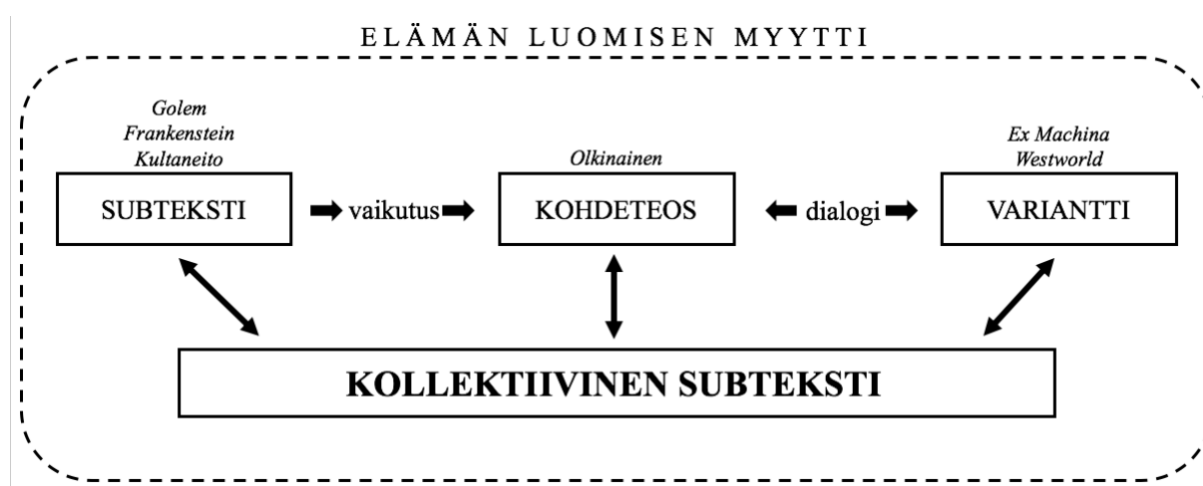 ELÄMÄN LUOMISEN MYYTTI
Golem
Frankenstein
Kultaneito
SUBTEKSTI
vaikutus
Olkinainen
KOHDETEOS
dialogi
Ex Machina
Westworld
VARIANTTI
KOLLEKTIIVINEN SUBTEKSTI